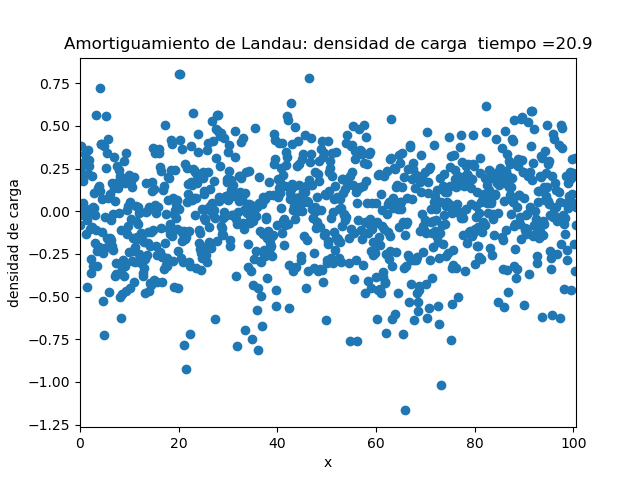 Amortiguamiento de Landau: densidad de carga  tiempo =20.9
densidad de carga
0.75
0.50
0.25
0.00
−0.25
−0.50
−0.75
−1.00
−1.25
0 20 40 60 80 100
x